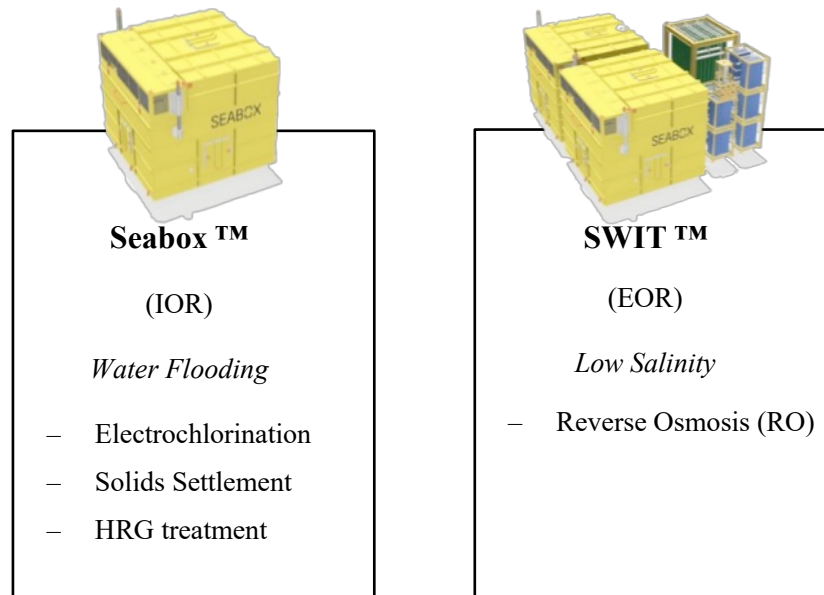 SEABOX
Seabox ™
(IOR)
Water Flooding
– Electrochlorination
– Solids Settlement
– HRG treatment
SEABOX
SWIT ™
(EOR)
Low Salinity
– Reverse Osmosis (RO)